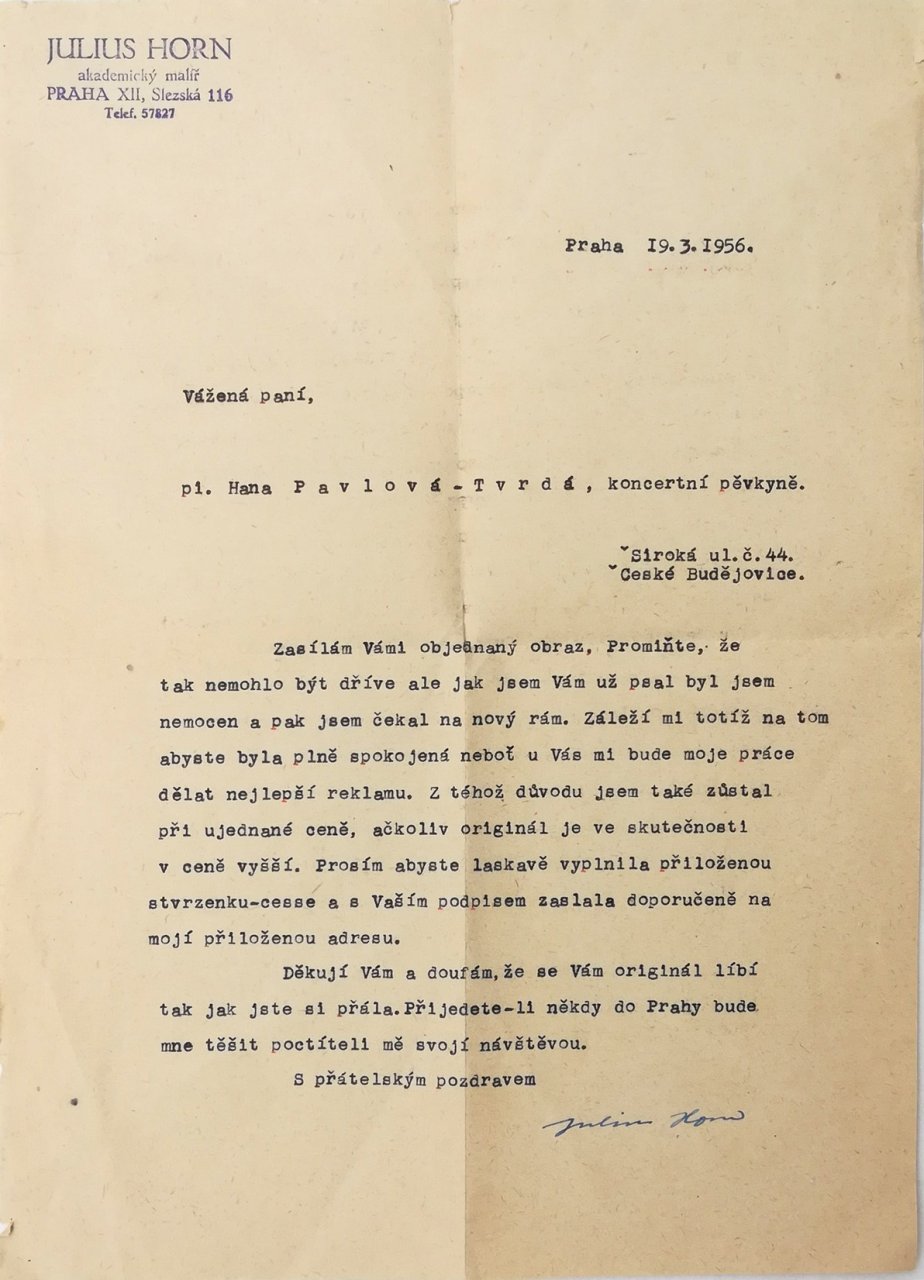 JULIUS HORN
akademický malíř
PRAHA XII, Slezská 116
Telef. 57827
Praha 19.3.1956.
Vážená paní,
pí. Hana P a v l o v á - T v r d á , koncertní pěvkyně.
Široká ul.č.44.
České Budějovice.
Zasílám Vámi objednaný obraz, Promiňte, že
tak nemohlo být dříve ale jak jsem Vám už psal byl jsem
nemocen a pak jsem čekal na nový rám. Záleží mi totíž na tom
abyste byla plně spokojená neboť u Vás mi bude moje práce
dělat nejlepší reklamu. Z téhož důvodu jsem také zůstal
při ujednané ceně, ačkoliv originál je ve skutečnosti
v ceně vyšší. Prosím abyste laskavě vyplnila přiloženou
stvrzenku-cesse a s Vaším podpisem zaslala doporučeně na
mojí přiloženou adresu.
Děkují Vám a doufám,že se Vám originál líbí
tak jak jste si přála.Přijedete-li někdy do Prahy bude
mne těšit poctíteli mě svojí návštěvou.
S přátelským pozdravem
Julius Horn